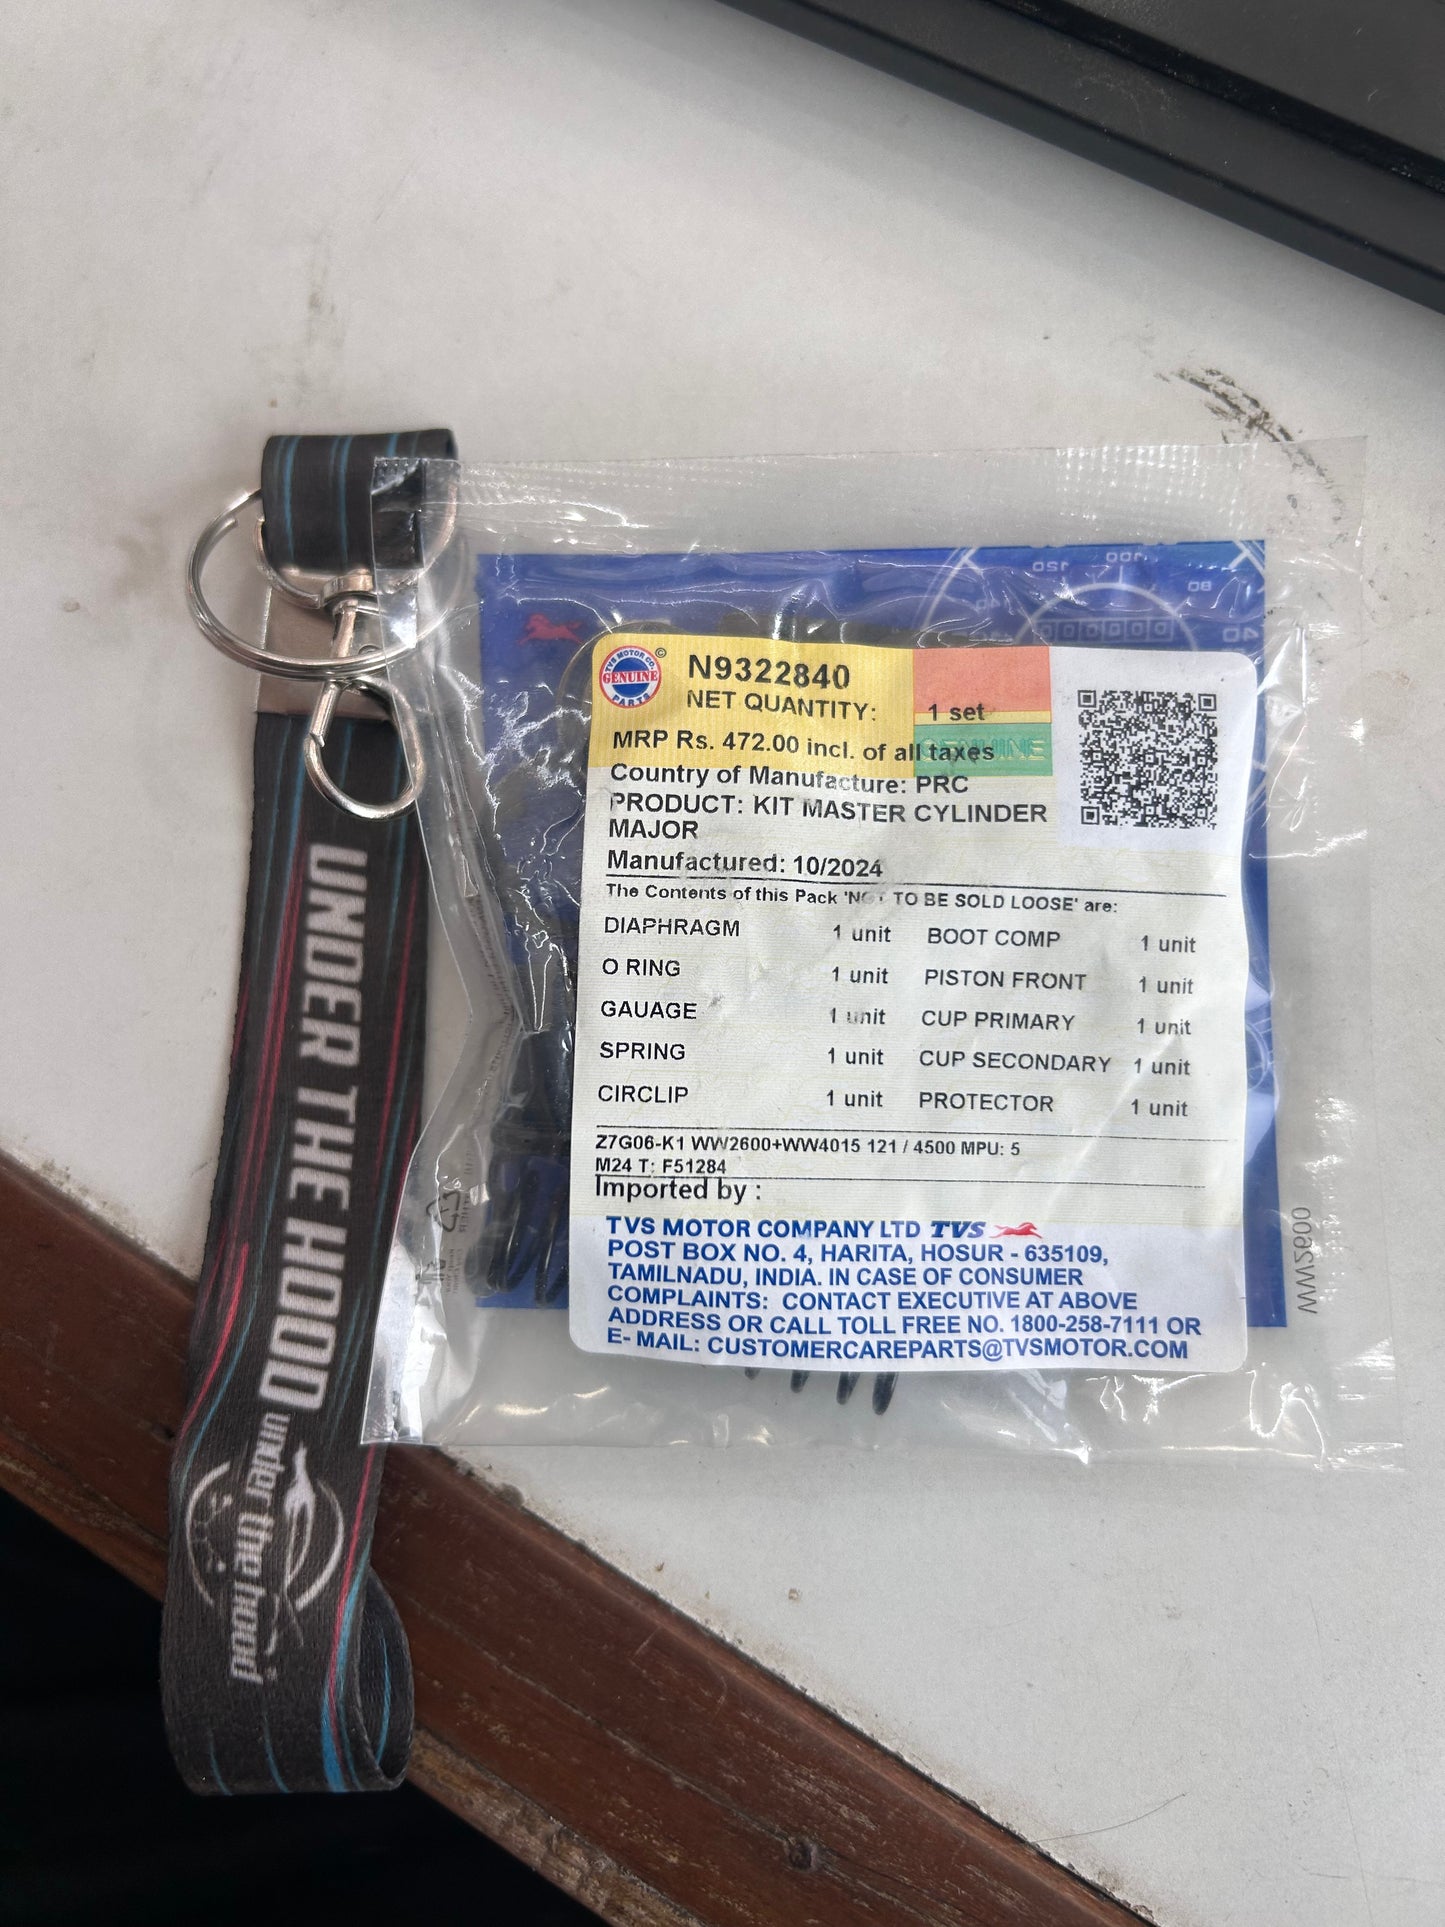 TVS MOTOR CO.
GENUINE
PARTS
©
N9322840
NET QUANTITY: 1 set
MRP Rs. 472.00 incl. of all taxes
GENUINE
Country of Manufacture: PRC
PRODUCT: KIT MASTER CYLINDER
MAJOR
Manufactured: 10/2024
The Contents of this Pack 'NOT TO BE SOLD LOOSE' are:
DIAPHRAGM 1 unit BOOT COMP 1 unit
O RING 1 unit PISTON FRONT 1 unit
GAUAGE 1 unit CUP PRIMARY 1 unit
SPRING 1 unit CUP SECONDARY 1 unit
CIRCLIP 1 unit PROTECTOR 1 unit
Z7G06-K1 WW2600+WW4015 121 / 4500 MPU: 5
M24 T: F51284
Imported by :
TVS MOTOR COMPANY LTD TVS
POST BOX NO. 4, HARITA, HOSUR - 635109,
TAMILNADU, INDIA. IN CASE OF CONSUMER
COMPLAINTS: CONTACT EXECUTIVE AT ABOVE
ADDRESS OR CALL TOLL FREE NO. 1800-258-7111 OR
E- MAIL: CUSTOMERCAREPARTS@TVSMOTOR.COM
WW2600
120
100
80
40
UNDER THE HOOD
under the hood